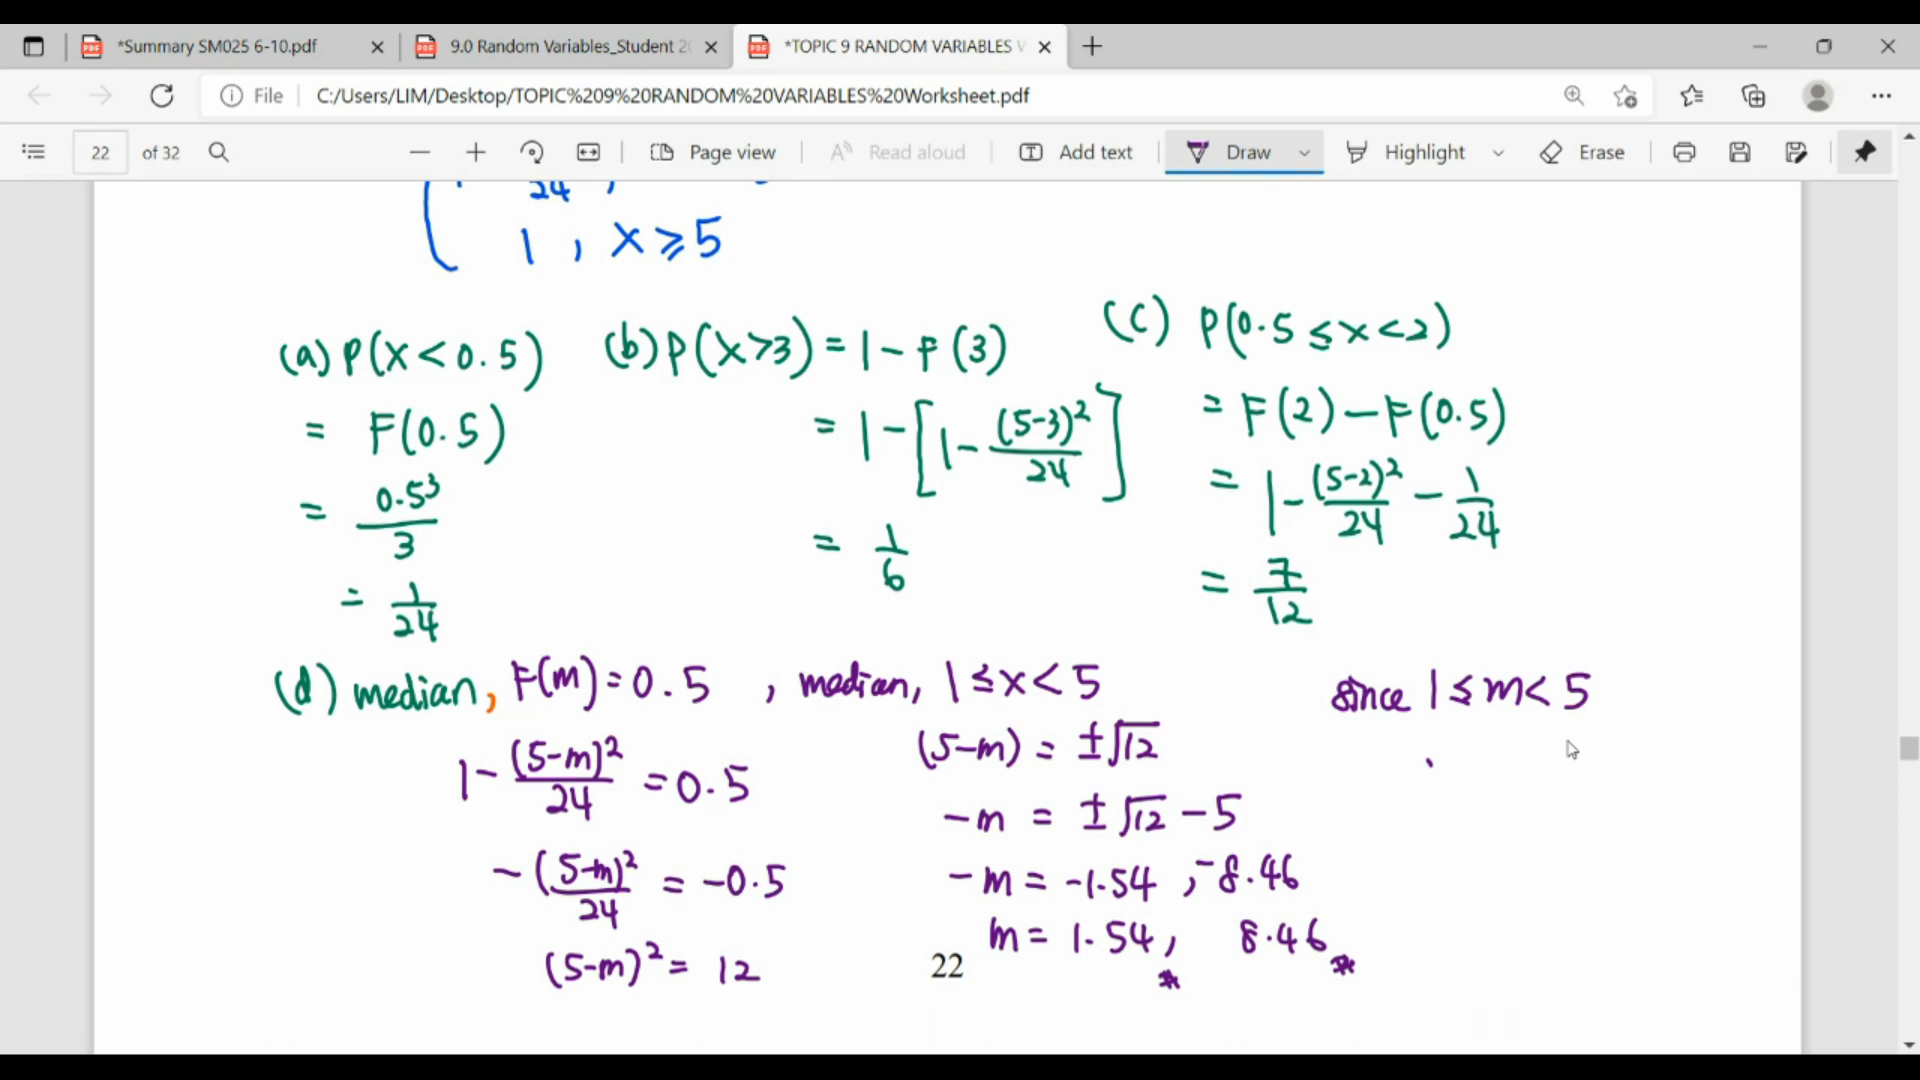 *Summary SM025 6-10.pdf
9.0 Random Variables_Student 20
*TOPIC 9 RANDOM VARIABLES
File
C:/Users/LIM/Desktop/TOPIC%209%20RANDOM%20VARIABLES%20Worksheet.pdf
22 of 32
Page view
Read aloud
Add text
Draw
Highlight
Erase
24 ,
1 , x ≥ 5
(a) P(X < 0.5)
= F(0.5)
= 0.5³/3
= 1/24
(b) P(X > 3) = 1 - F(3)
= 1 - [1 - (5-3)²/24]
= 1/6
(c) P(0.5 ≤ x < 2)
= F(2) - F(0.5)
= 1 - (5-2)²/24 - 1/24
= 7/12
(d) median, F(m) = 0.5 , median, 1 ≤ x < 5
1 - (5-m)²/24 = 0.5
- (5-m)²/24 = -0.5
(5-m)² = 12
(5-m) = ±√12
-m = ±√12 - 5
-m = -1.54 , -8.46
m = 1.54 , 8.46
since 1 ≤ m < 5
22